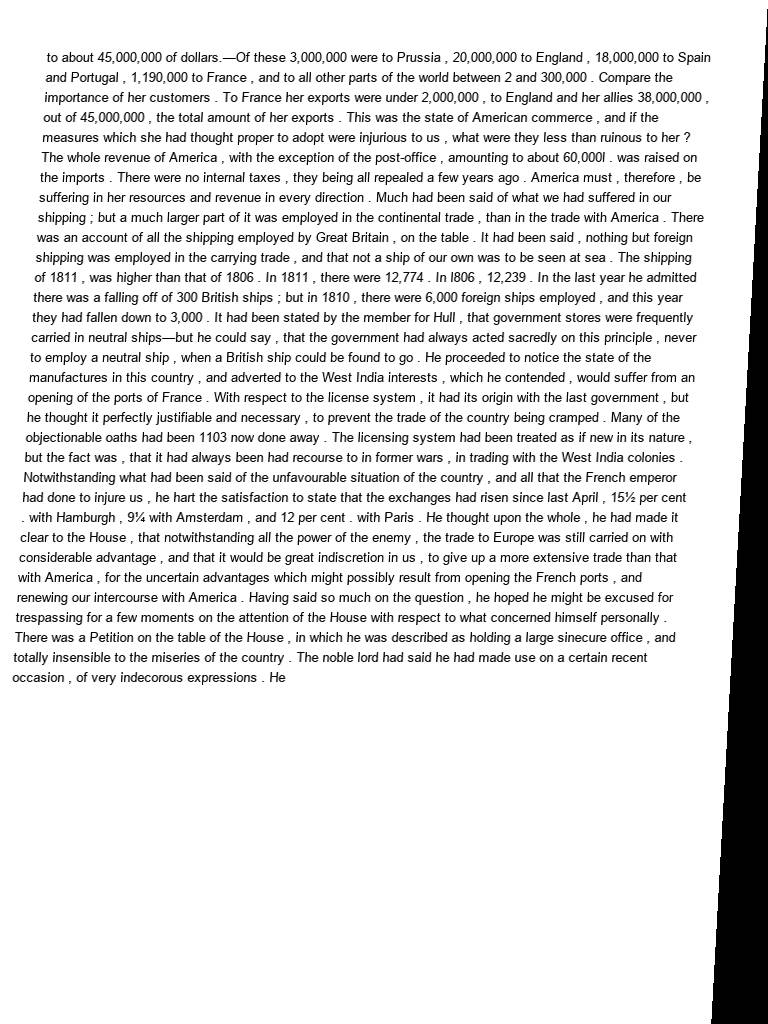 to about 45,000,000 of dollars.—Of these 3,000,000 were to Prussia , 20,000,000 to England , 18,000,000 to Spain
and Portugal , 1,190,000 to France , and to all other parts of the world between 2 and 300,000 . Compare the
importance of her customers . To France her exports were under 2,000,000 , to England and her allies 38,000,000 ,
out of 45,000,000 , the total amount of her exports . This was the state of American commerce , and if the
measures which she had thought proper to adopt were injurious to us , what were they less than ruinous to her ?
The whole revenue of America , with the exception of the post-office , amounting to about 60,000l . was raised on
the imports . There were no internal taxes , they being all repealed a few years ago . America must , therefore , be
suffering in her resources and revenue in every direction . Much had been said of what we had suffered in our
shipping ; but a much larger part of it was employed in the continental trade , than in the trade with America . There
was an account of all the shipping employed by Great Britain , on the table . It had been said , nothing but foreign
shipping was employed in the carrying trade , and that not a ship of our own was to be seen at sea . The shipping
of 1811 , was higher than that of 1806 . In 1811 , there were 12,774 . In l806 , 12,239 . In the last year he admitted
there was a falling off of 300 British ships ; but in 1810 , there were 6,000 foreign ships employed , and this year
they had fallen down to 3,000 . It had been stated by the member for Hull , that government stores were frequently
carried in neutral ships—but he could say , that the government had always acted sacredly on this principle , never
to employ a neutral ship , when a British ship could be found to go . He proceeded to notice the state of the
manufactures in this country , and adverted to the West India interests , which he contended , would suffer from an
opening of the ports of France . With respect to the license system , it had its origin with the last government , but
he thought it perfectly justifiable and necessary , to prevent the trade of the country being cramped . Many of the
objectionable oaths had been 1103 now done away . The licensing system had been treated as if new in its nature ,
but the fact was , that it had always been had recourse to in former wars , in trading with the West India colonies .
Notwithstanding what had been said of the unfavourable situation of the country , and all that the French emperor
had done to injure us , he hart the satisfaction to state that the exchanges had risen since last April , 15½ per cent
. with Hamburgh , 9¼ with Amsterdam , and 12 per cent . with Paris . He thought upon the whole , he had made it
clear to the House , that notwithstanding all the power of the enemy , the trade to Europe was still carried on with
considerable advantage , and that it would be great indiscretion in us , to give up a more extensive trade than that
with America , for the uncertain advantages which might possibly result from opening the French ports , and
renewing our intercourse with America . Having said so much on the question , he hoped he might be excused for
trespassing for a few moments on the attention of the House with respect to what concerned himself personally .
There was a Petition on the table of the House , in which he was described as holding a large sinecure office , and
totally insensible to the miseries of the country . The noble lord had said he had made use on a certain recent
occasion , of very indecorous expressions . He